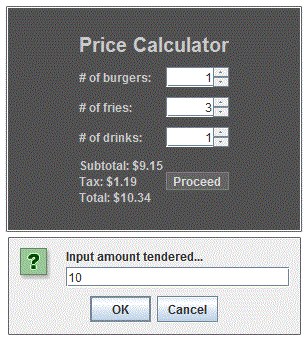 Price Calculator
# of burgers: 1
# of fries: 3
# of drinks: 1
Subtotal: $9.15
Tax: $1.19 Proceed
Total: $10.34
?
Input amount tendered...
10
OK Cancel